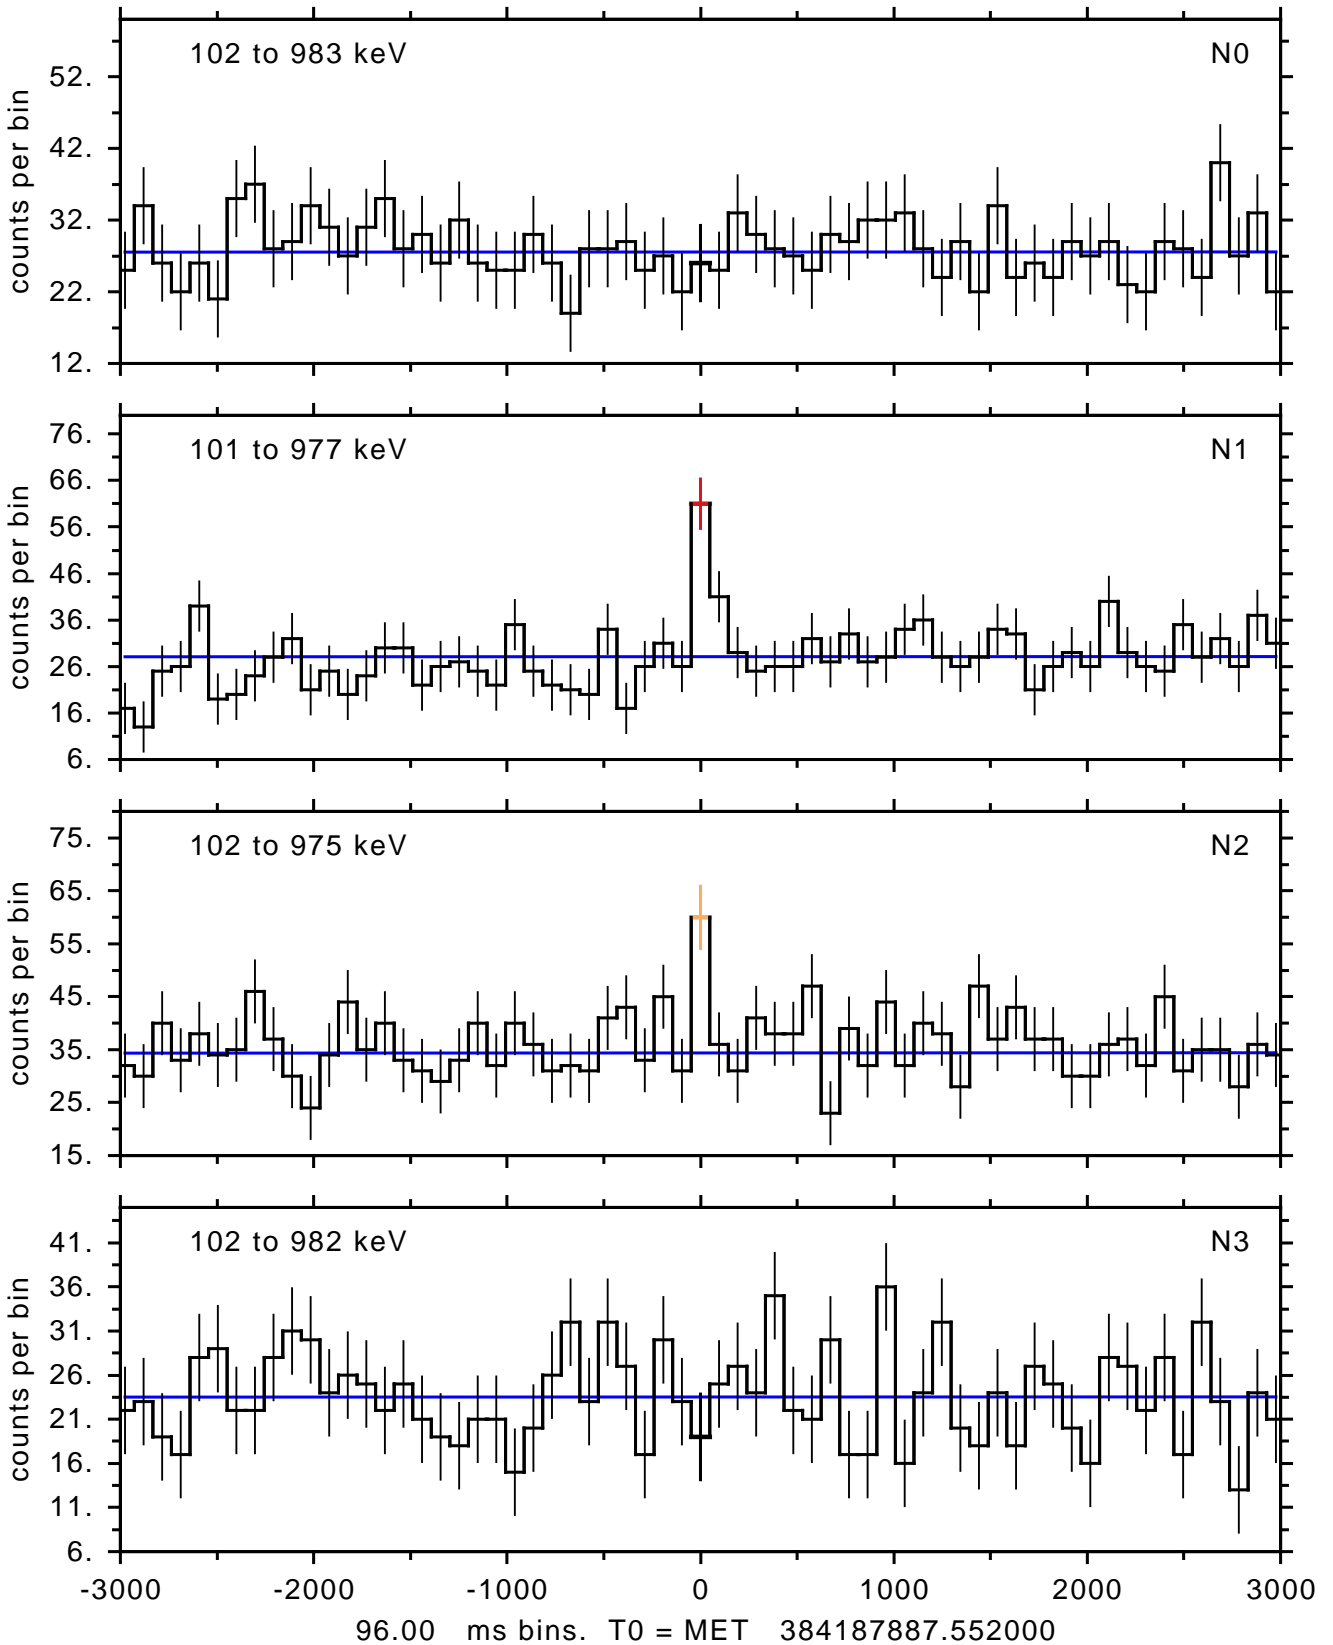 102 to 983 keV N0
52.
42.
32.
22.
12.
counts per bin
101 to 977 keV N1
76.
66.
56.
46.
36.
26.
16.
6.
counts per bin
102 to 975 keV N2
75.
65.
55.
45.
35.
25.
15.
counts per bin
102 to 982 keV N3
41.
36.
31.
26.
21.
16.
11.
6.
counts per bin
-3000 -2000 -1000 0 1000 2000 3000
96.00 ms bins. T0 = MET 384187887.552000